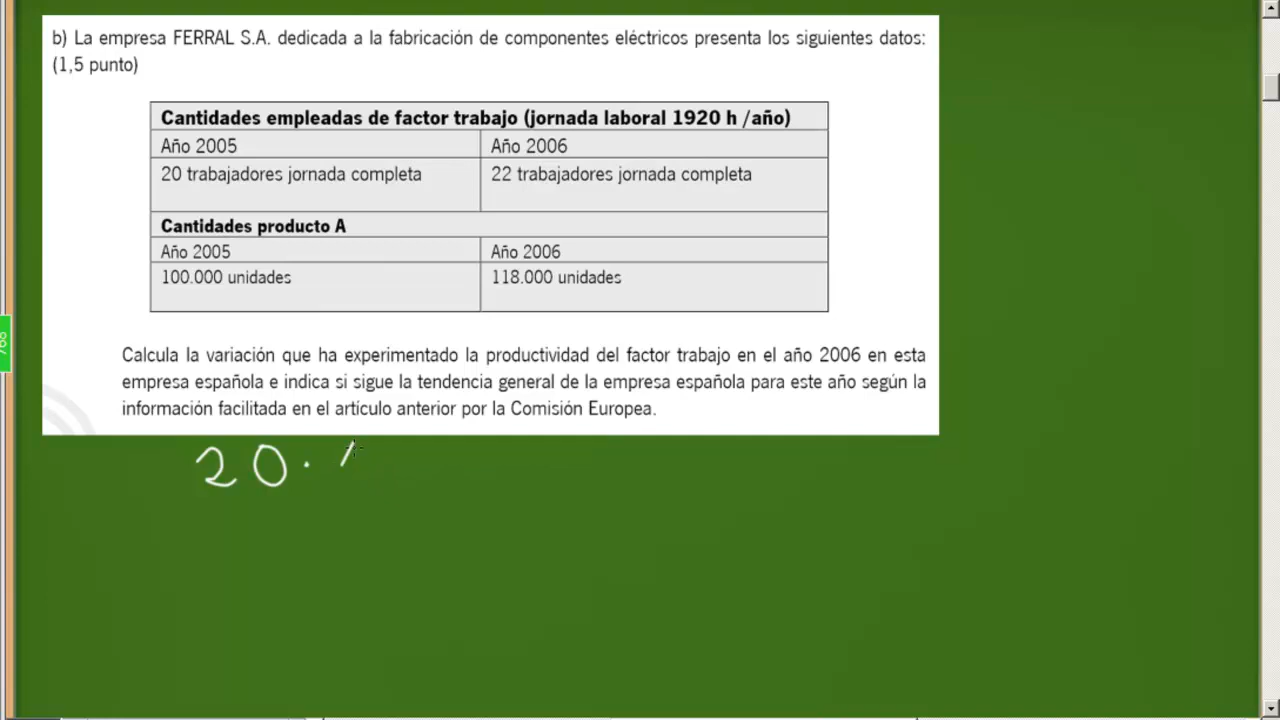 b) La empresa FERRAL S.A. dedicada a la fabricación de componentes eléctricos presenta los siguientes datos:
(1,5 punto)
Cantidades empleadas de factor trabajo (jornada laboral 1920 h /año)
Año 2005 Año 2006
20 trabajadores jornada completa 22 trabajadores jornada completa
Cantidades producto A
Año 2005 Año 2006
100.000 unidades 118.000 unidades
Calcula la variación que ha experimentado la productividad del factor trabajo en el año 2006 en esta
empresa española e indica si sigue la tendencia general de la empresa española para este año según la
información facilitada en el artículo anterior por la Comisión Europea.
20 ·